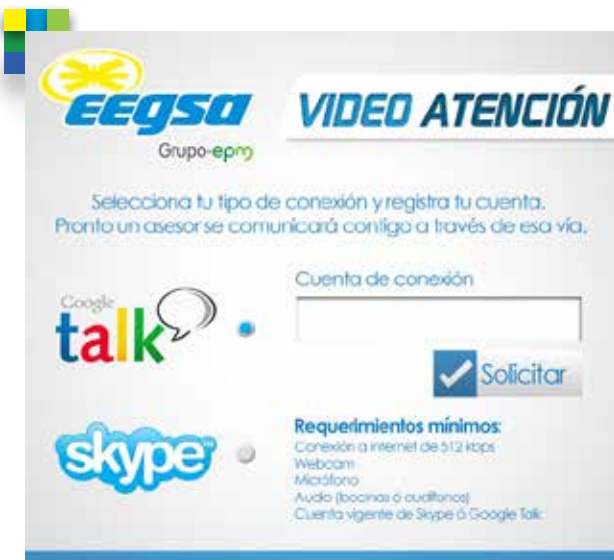 EEGSA
Grupo-epm
VIDEO ATENCIÓN
Selecciona tu tipo de conexión y registra tu cuenta.
Pronto un asesor se comunicará contigo a través de esa vía.
Cuenta de conexión
Google
talk
Solicitar
skype
Requerimientos mínimos:
Conexión a internet de 512 kbps
Webcam
Micrófono
Audio (bocinas ó audífonos)
Cuenta vigente de Skype ó Google Talk